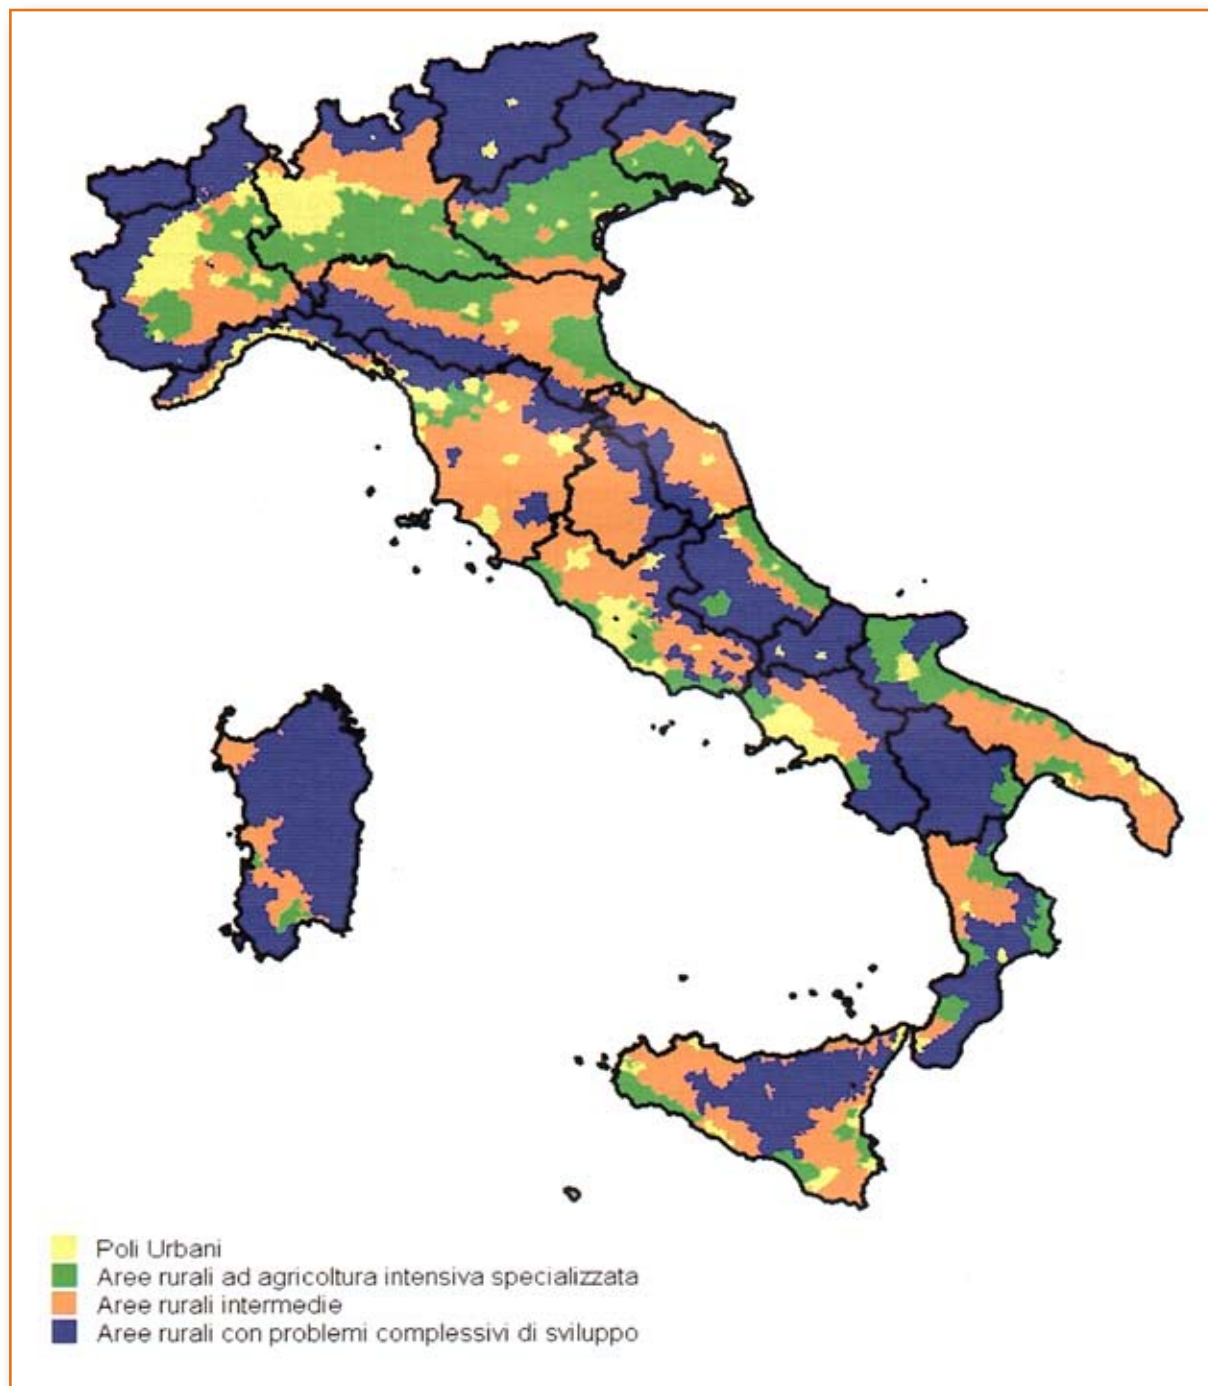 Poli Urbani
Aree rurali ad agricoltura intensiva specializzata
Aree rurali intermedie
Aree rurali con problemi complessivi di sviluppo